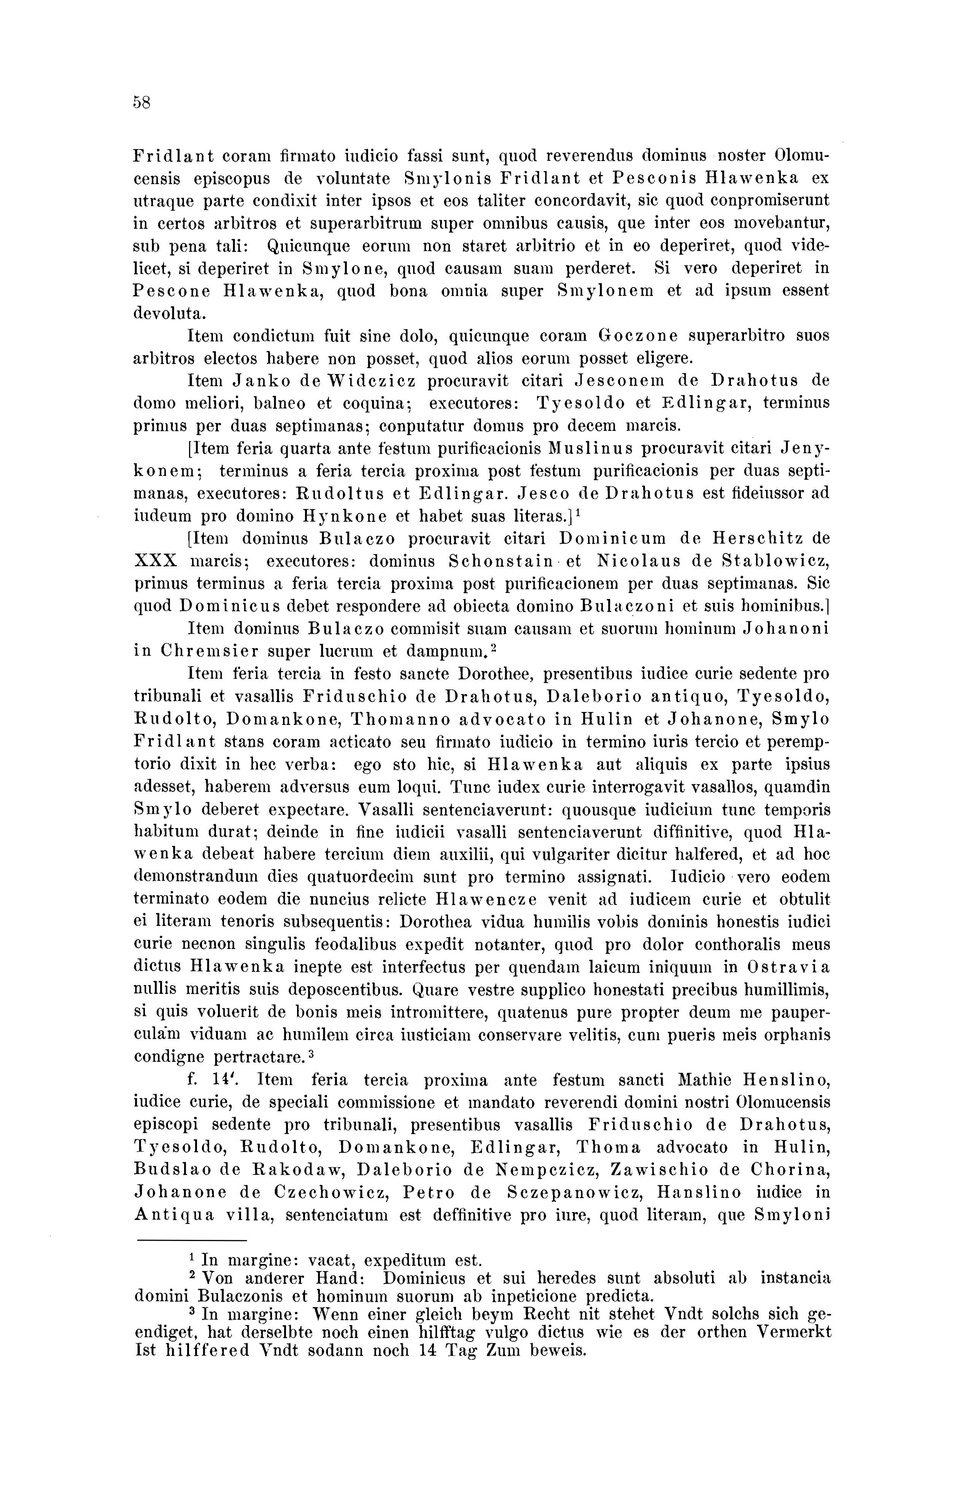 58
Fridlant coram firmato iudicio fassi sunt, quod reverendus dominus noster Olomu-
censis episcopus de voluntate Smylonis Fridlant et Pesconis Hlawenka ex
utraque parte condixit inter ipsos et eos taliter concordavit, sic quod conpromiserunt
in certos arbitros et superarbitrum super omnibus causis, que inter eos movebantur,
sub pena tali: Quicunque eorum non staret arbitrio et in eo deperiret, quod vide-
licet, si deperiret in Smylone, quod causam suam perderet. Si vero deperiret in
Pescone Hlawenka, quod bona omnia super Smylonem et ad ipsum essent
devoluta.
Item condictum fuit sine dolo, quicunque coram Goczone superarbitro suos
arbitros electos habere non posset, quod alios eorum posset eligere.
Item Janko de Widczicz procuravit citari Jesconem de Drahotus de
domo meliori, balneo et coquina; executores: Tyesoldo et Edlingar, terminus
primus per duas septimanas; conputatur domus pro decem marcis.
[Item feria quarta ante festum purificacionis Muslinus procuravit citari Jeny-
konem; terminus a feria tercia proxima post festum purificacionis per duas septi-
manas, executores: Rudoltus et Edlingar. Jesco de Drahotus est fideiussor ad
iudeum pro domino Hynkone et habet suas literas.] 1
[Item dominus Bulaczo procuravit citari Dominicum de Herschitz de
XXX marcis; executores: dominus Schonstain et Nicolaus de Stablowicz,
primus terminus a feria tercia proxima post purificacionem per duas septimanas. Sic
quod Dominicus debet respondere ad obiecta domino Bulaczoni et suis hominibus.]
Item dominus Bulaczo commisit suam causam et suorum hominum Johanoni
in Chremsier super lucrum et dampnum. 2
Item feria tercia in festo sancte Dorothee, presentibus iudice curie sedente pro
tribunali et vasallis Friduschio de Drahotus, Daleborio antiquo, Tyesoldo,
Rudolto, Domankone, Thomanno advocato in Hulin et Johanone, Smylo
Fridlant stans coram acticato seu firmato iudicio in termino iuris tercio et peremp-
torio dixit in hec verba: ego sto hic, si Hlawenka aut aliquis ex parte ipsius
adesset, haberem adversus eum loqui. Tunc iudex curie interrogavit vasallos, quamdin
Smylo deberet expectare. Vasalli sentenciaverunt: quousque iudicium tunc temporis
habitum durat; deinde in fine iudicii vasalli sentenciaverunt diffinitive, quod Hla-
wenka debeat habere tercium diem auxilii, qui vulgariter dicitur halfered, et ad hoc
demonstrandum dies quatuordecim sunt pro termino assignati. Iudicio vero eodem
terminato eodem die nuncius relicte Hlawencze venit ad iudicem curie et obtulit
ei literam tenoris subsequentis: Dorothea vidua humilis vobis dominis honestis iudici
curie necnon singulis feodalibus expedit notanter, quod pro dolor conthoralis meus
dictus Hlawenka inepte est interfectus per quendam laicum iniquum in Ostravia
nullis meritis suis deposcentibus. Quare vestre supplico honestati precibus humillimis,
si quis voluerit de bonis meis intromittere, quatenus pure propter deum me pauper-
culam viduam ac humilem circa iusticiam conservare velitis, cum pueris meis orphanis
condigne pertractare. 3
f. 14'. Item feria tercia proxima ante festum sancti Mathie Henslino,
iudice curie, de speciali commissione et mandato reverendi domini nostri Olomucensis
episcopi sedente pro tribunali, presentibus vasallis Friduschio de Drahotus,
Tyesoldo, Rudolto, Domankone, Edlingar, Thoma advocato in Hulin,
Budslao de Rakodaw, Daleborio de Nempczicz, Zawischio de Chorina,
Johanone de Czechowicz, Petro de Sczepanowicz, Hanslino iudice in
Antiqua villa, sentenciatum est deffinitive pro iure, quod literam, que Smyloni
1 In margine: vacat, expeditum est.
2 Von anderer Hand: Dominicus et sui heredes sunt absoluti ab instancia
domini Bulaczonis et hominum suorum ab inpeticione predicta.
3 In margine: Wenn einer gleich beym Recht nit stehet Vndt solchs sich ge-
endiget, hat derselbte noch einen hilfftag vulgo dictus wie es der orthen Vermerkt
Ist hilffered Vndt sodann noch 14 Tag Zum beweis.